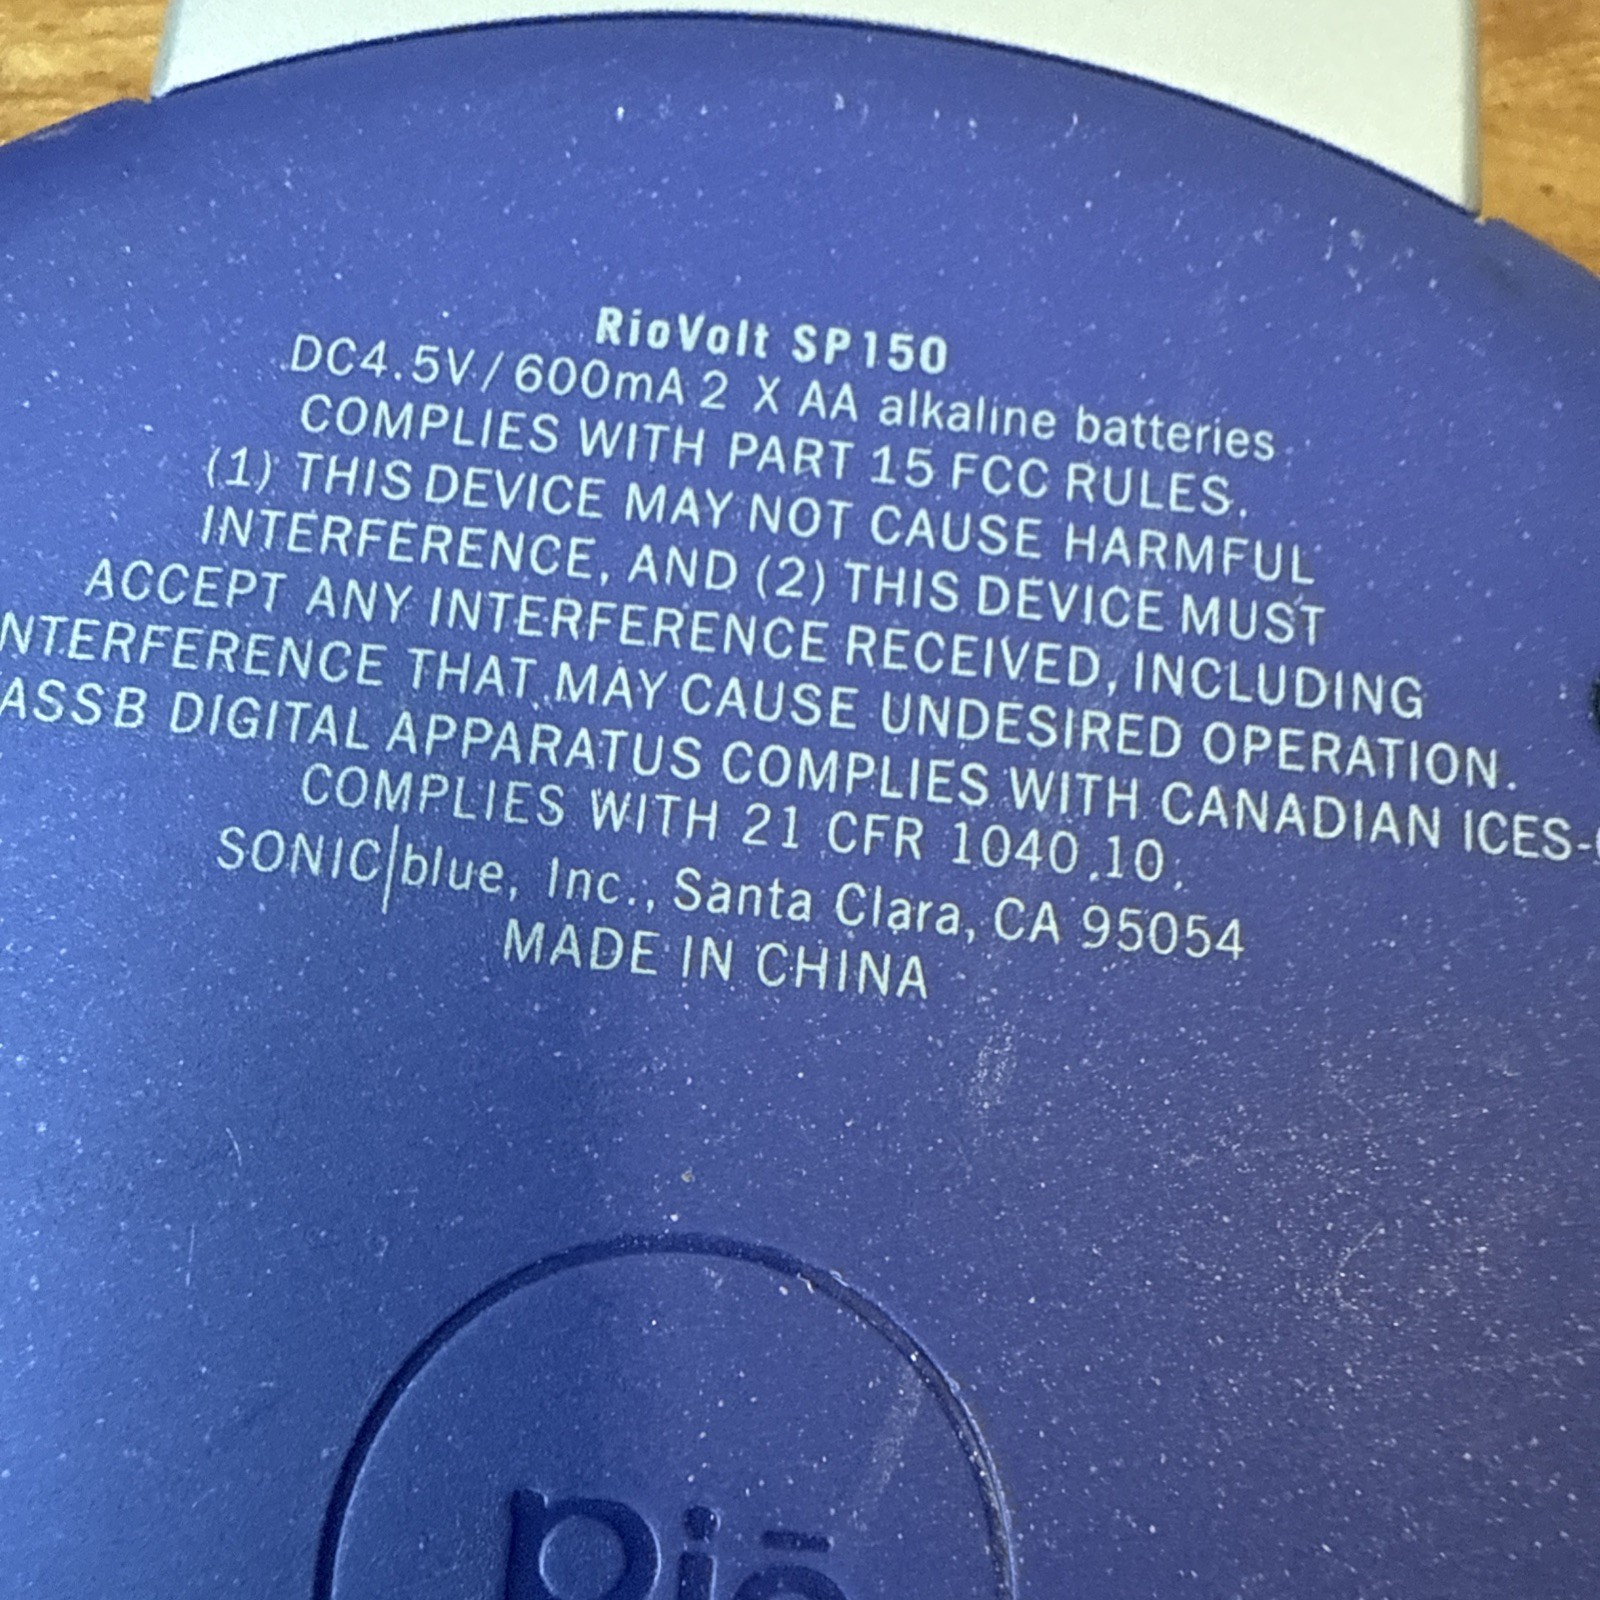 RioVolt SP150
DC4.5V/600mA 2 X AA alkaline batteries
COMPLIES WITH PART 15 FCC RULES.
(1) THIS DEVICE MAY NOT CAUSE HARMFUL
INTERFERENCE, AND (2) THIS DEVICE MUST
ACCEPT ANY INTERFERENCE RECEIVED, INCLUDING
NTERFERENCE THAT MAY CAUSE UNDESIRED OPERATION.
ASSB DIGITAL APPARATUS COMPLIES WITH CANADIAN ICES-
COMPLIES WITH 21 CFR 1040.10.
SONIC|blue, Inc., Santa Clara, CA 95054
MADE IN CHINA
Rio